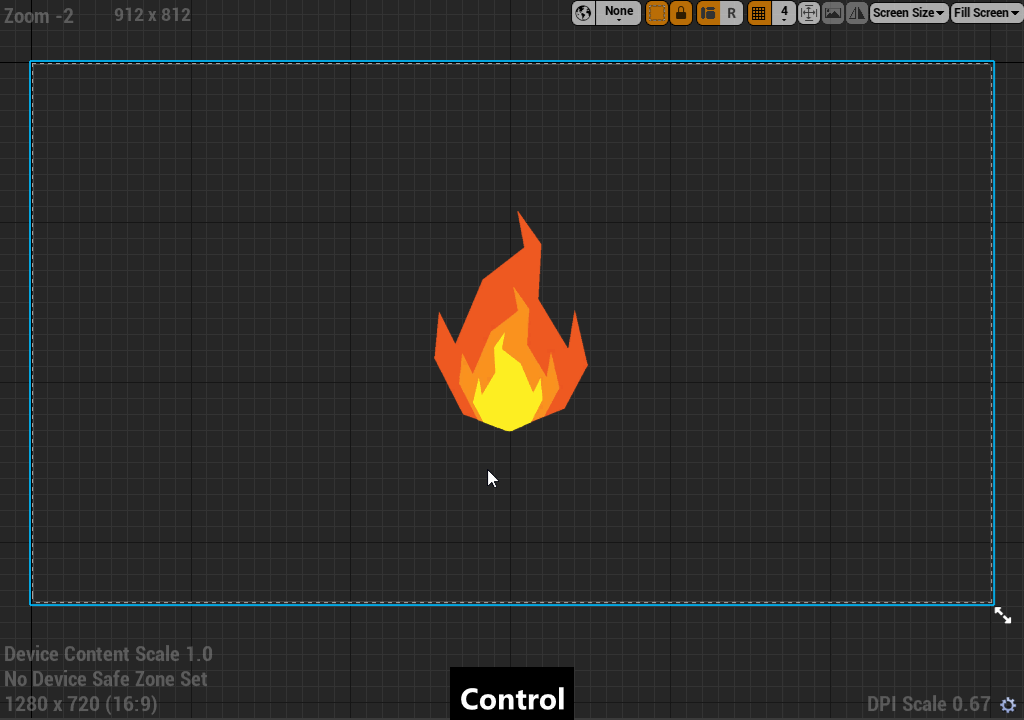 Zoom -2
912 x 812
None
R
4
Screen Size
Fill Screen
Device Content Scale 1.0
No Device Safe Zone Set
1280 x 720 (16:9)
DPI Scale 0.67
Control